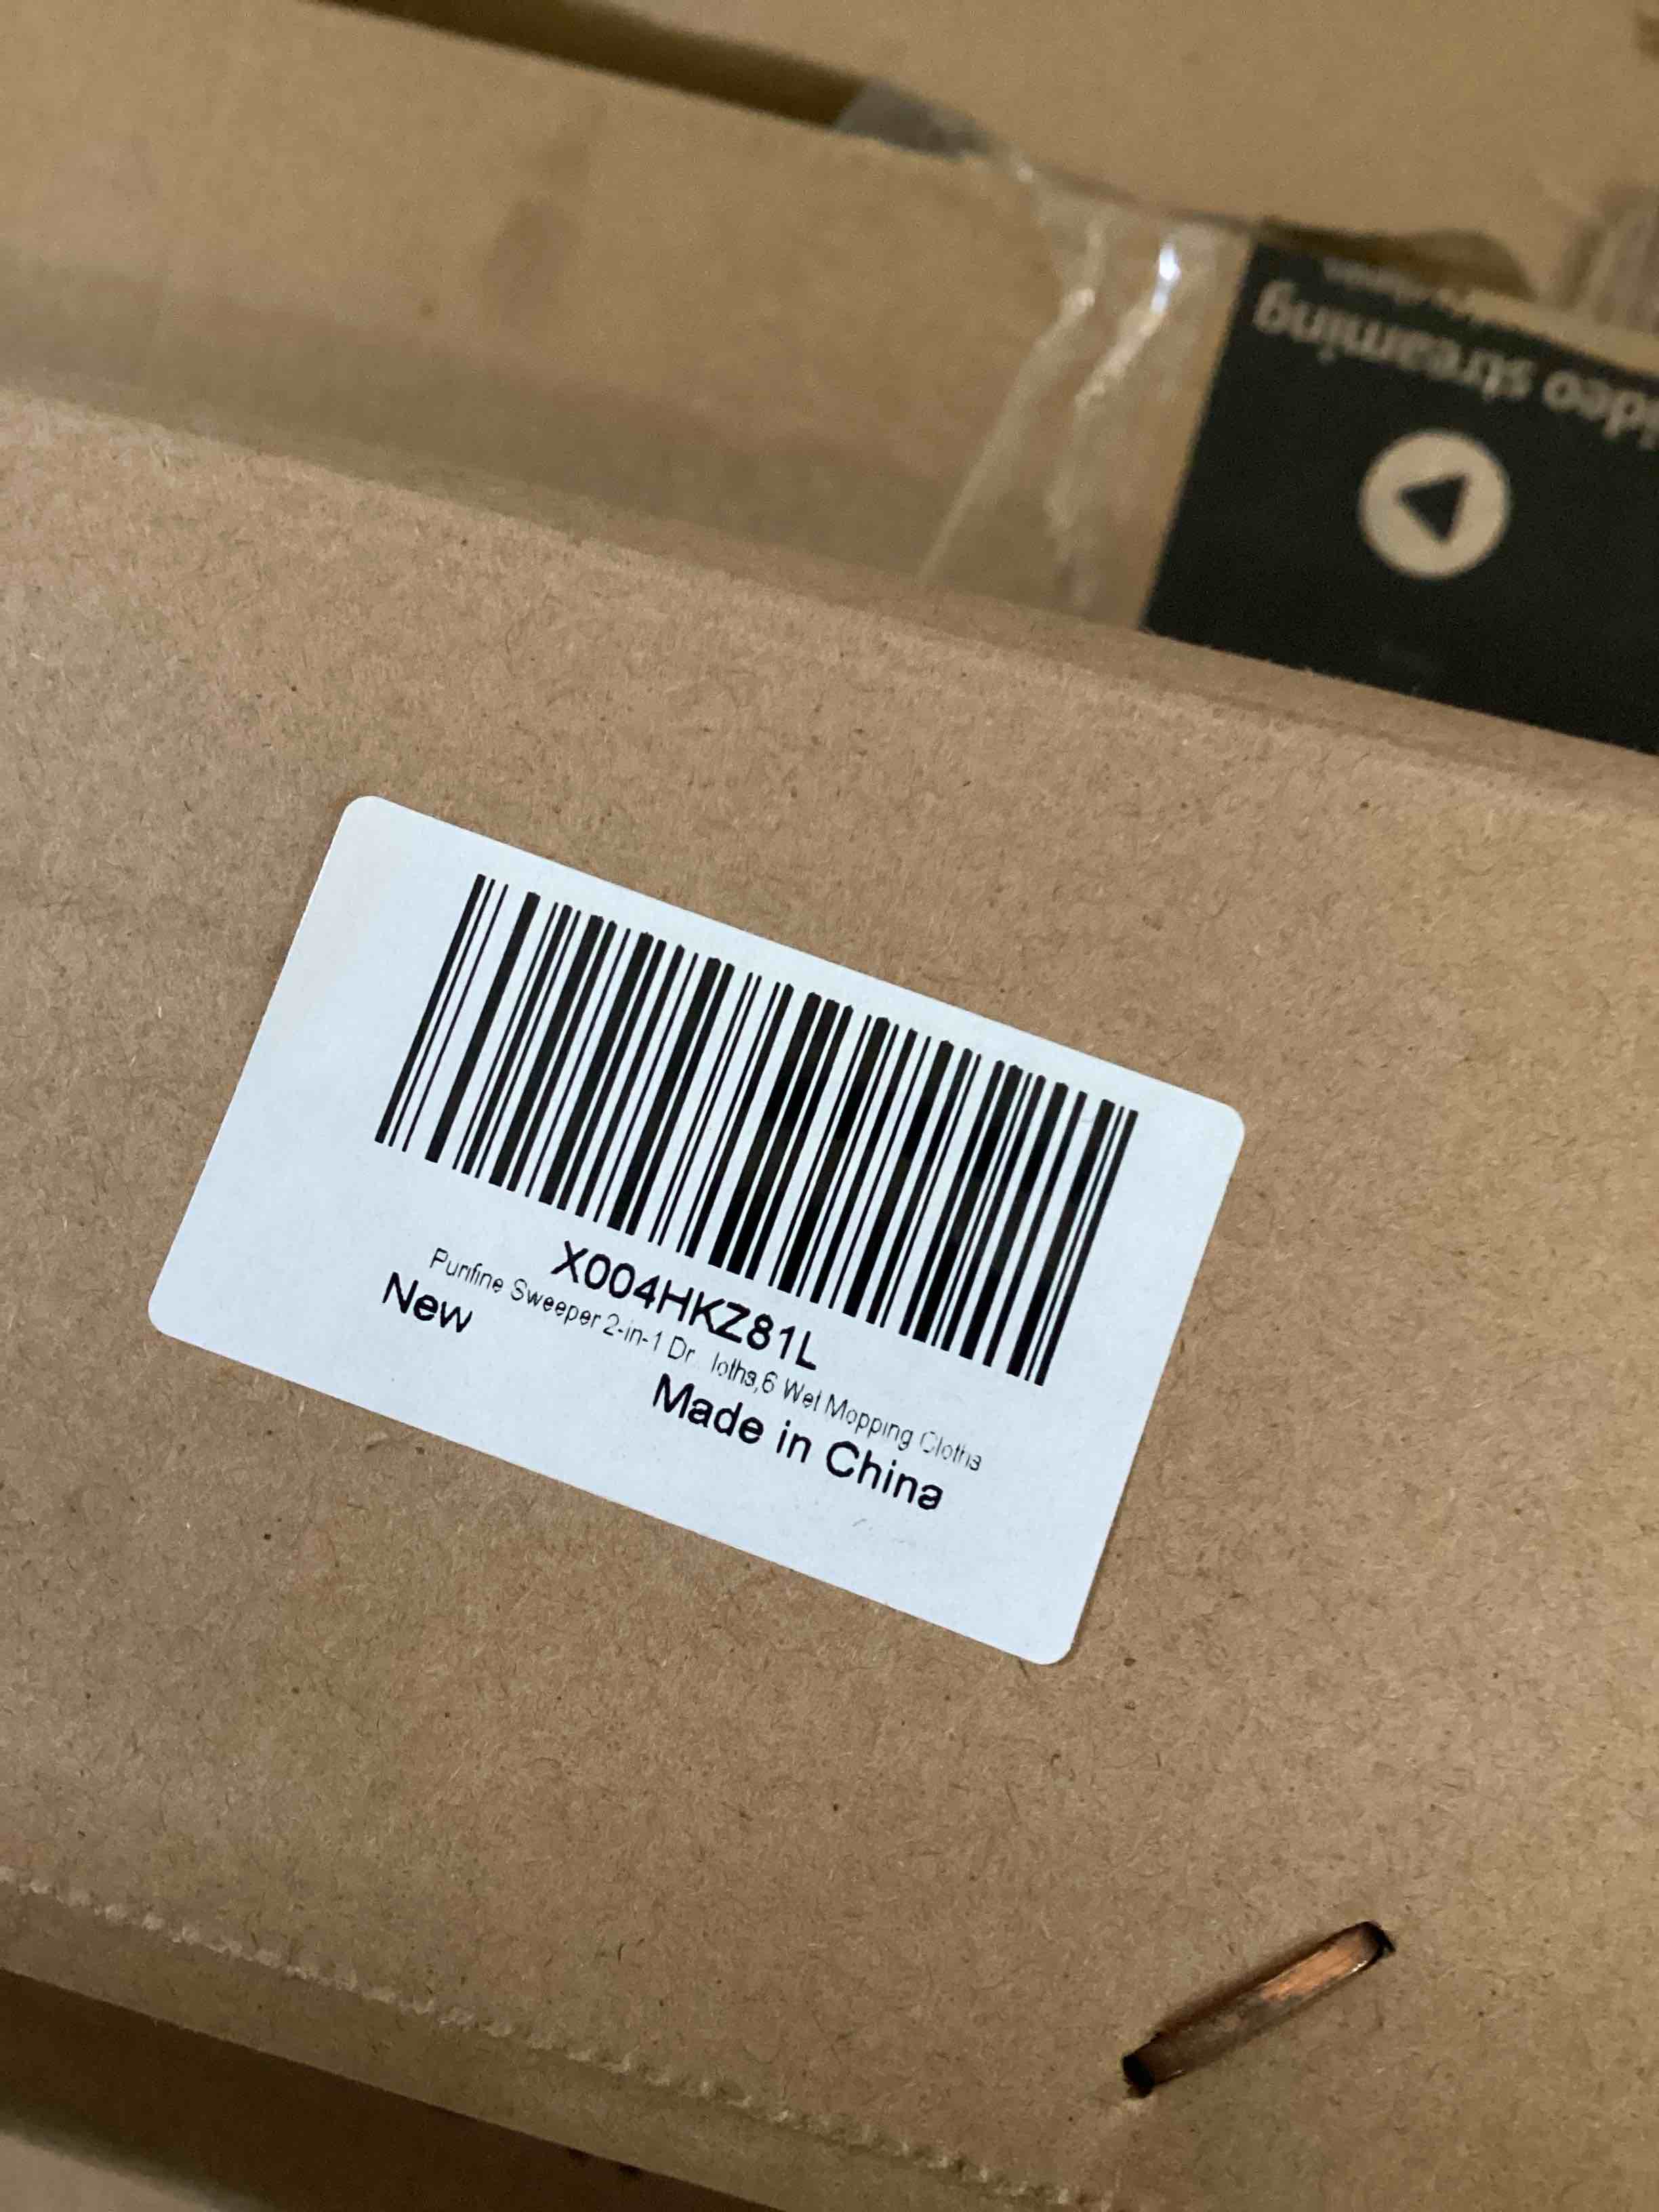 ideo streaming
X004HKZ81L
Purifine Sweeper 2-in-1 Dr...loths,6 Wet Mopping Cloths
New
Made in China